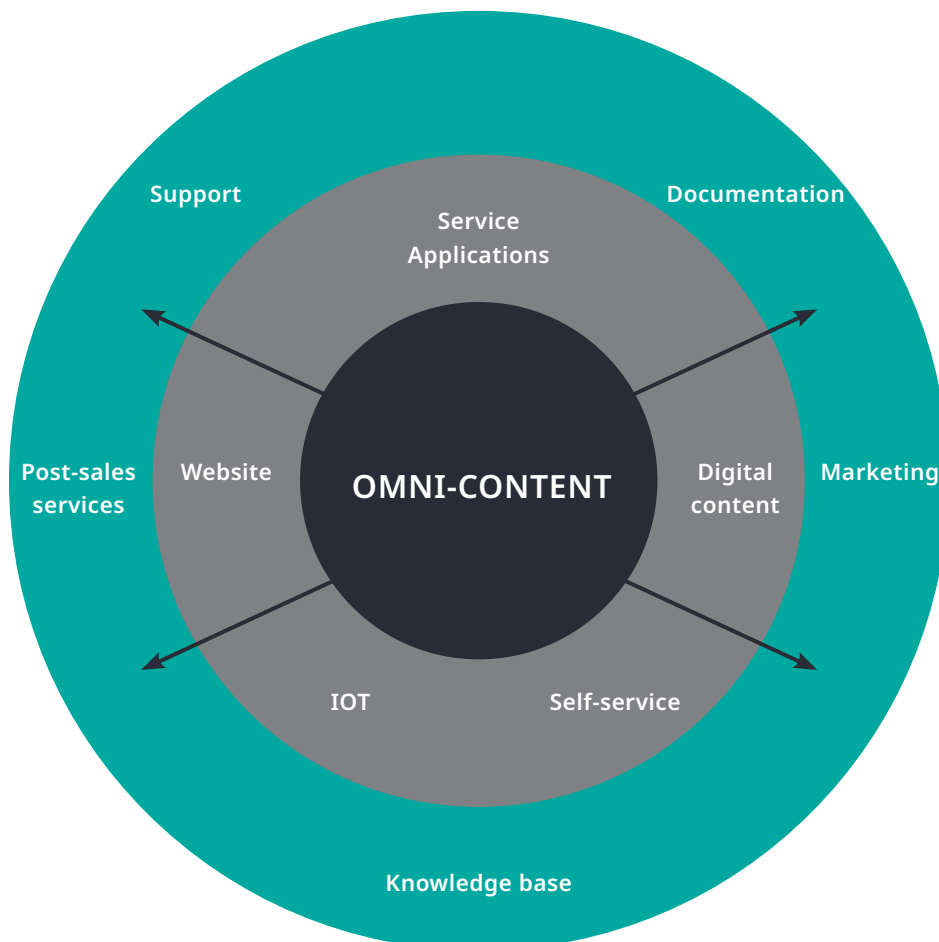 Support
Documentation
Service
Applications
Post-sales
services
Website
OMNI-CONTENT
Digital
content
Marketing
IOT
Self-service
Knowledge base